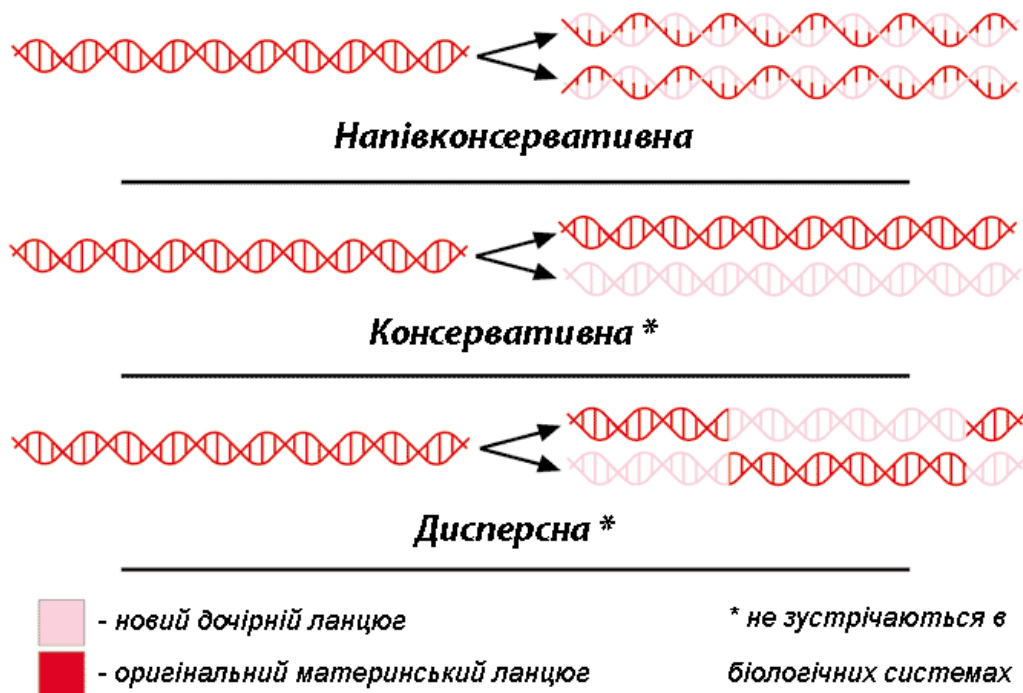 Напівконсервативна
Консервативна *
Дисперсна *
- новий дочірній ланцюг
- оригінальний материнський ланцюг
* не зустрічаються в
біологічних системах